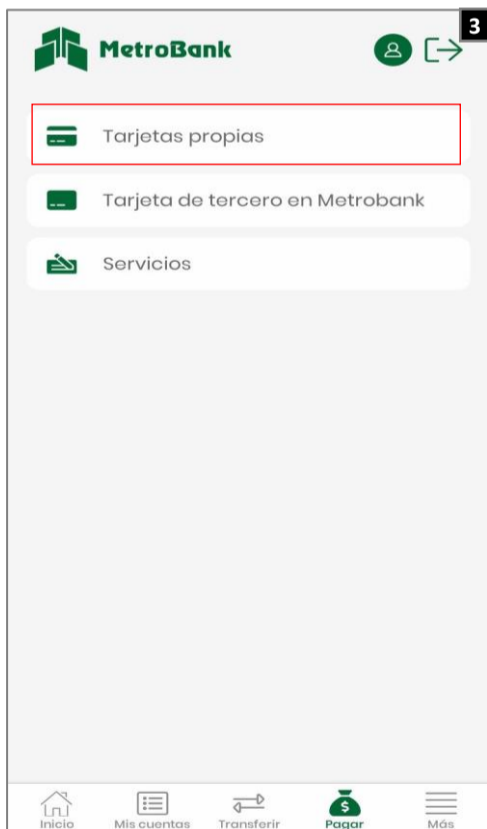 3
MetroBank
Tarjetas propias
Tarjeta de tercero en Metrobank
Servicios
$
Inicio Mis cuentas Transferir Pagar Más